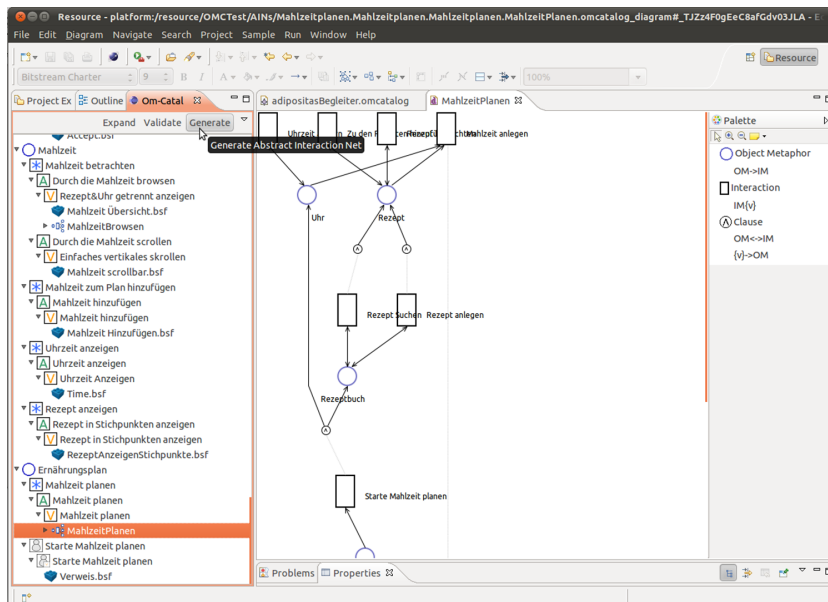 Resource - platform:/resource/OMCTest/AINs/Mahlzeitplanen.Mahlzeitplanen.Mahlzeitplanen.MahlzeitPlanen.omcatalog_diagram#_TJZz4F0gEeC8afGdv03JLA - Ec
File Edit Diagram Navigate Search Project Sample Run Window Help
Resource
Bitstream Charter 9 B I A 100%
Project Ex Outline Om-Catal
adipositasBegleiter.omcatalog MahlzeitPlanen
Expand Validate Generate
Generate Abstract Interaction Net
Accept.bsf
Mahlzeit
Mahlzeit betrachten
A Durch die Mahlzeit browsen
V Rezept&Uhr getrennt anzeigen
Mahlzeit Übersicht.bsf
MahlzeitBrowsen
A Durch die Mahlzeit scrollen
V Einfaches vertikales skrollen
Mahlzeit scrollbar.bsf
Mahlzeit zum Plan hinzufügen
A Mahlzeit hinzufügen
V Mahlzeit hinzufügen
Mahlzeit Hinzufügen.bsf
Uhrzeit anzeigen
A Uhrzeit anzeigen
V Uhrzeit Anzeigen
Time.bsf
Rezept anzeigen
A Rezept in Stichpunkten anzeigen
V Rezept in Stichpunkten anzeigen
RezeptAnzeigenStichpunkte.bsf
Ernährungsplan
Mahlzeit planen
A Mahlzeit planen
V Mahlzeit planen
MahlzeitPlanen
Starte Mahlzeit planen
Starte Mahlzeit planen
Verweis.bsf
Uhrzeit
Zu den
Mahlzeit anlegen
Uhr
Rezept
Rezept Suchen
Rezept anlegen
Rezeptbuch
Starte Mahlzeit planen
Palette
Object Metaphor
OM->IM
Interaction
IM{v}
Clause
OM<->IM
{v}->OM
Problems Properties